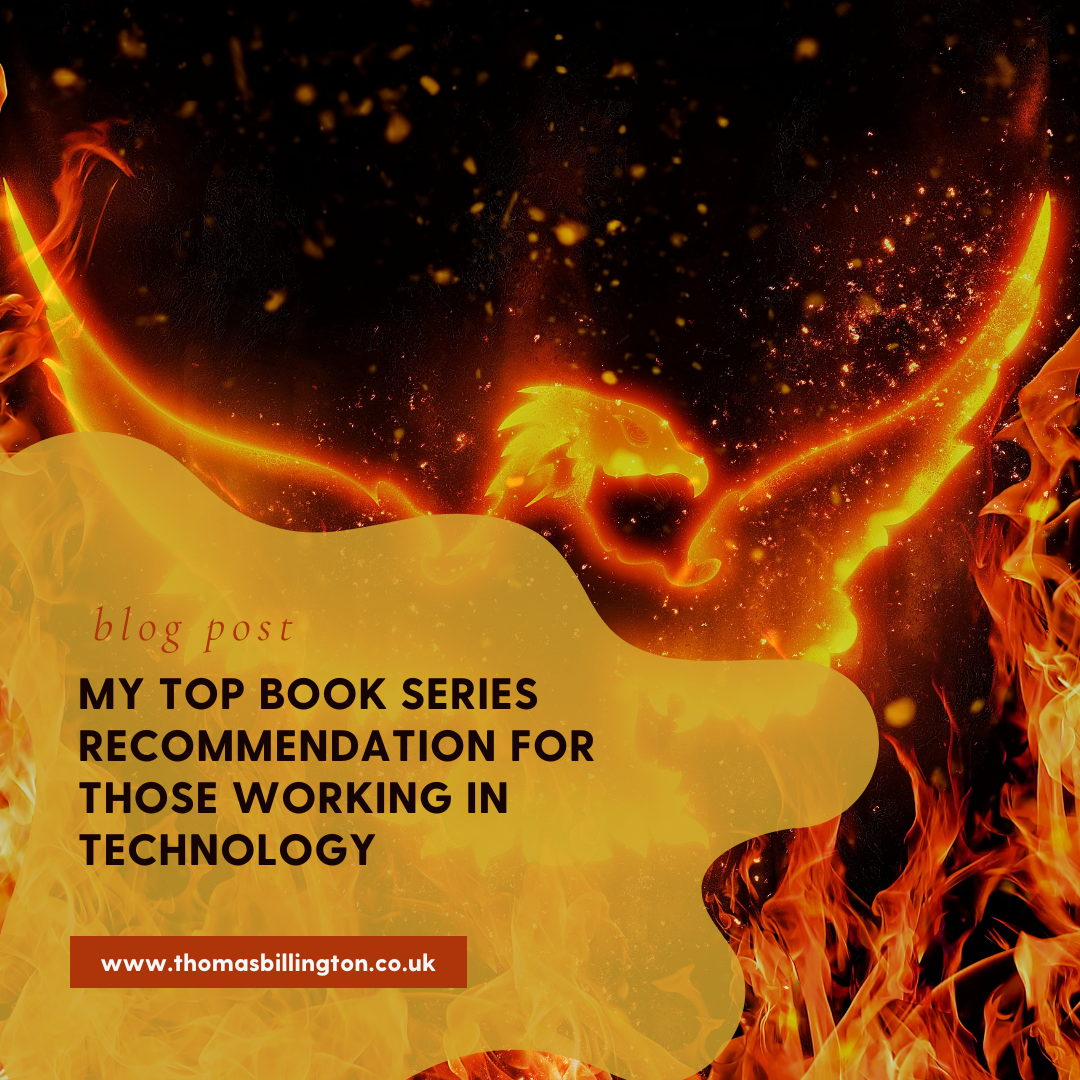 blog post
MY TOP BOOK SERIES
RECOMMENDATION FOR
THOSE WORKING IN
TECHNOLOGY
www.thomasbillington.co.uk